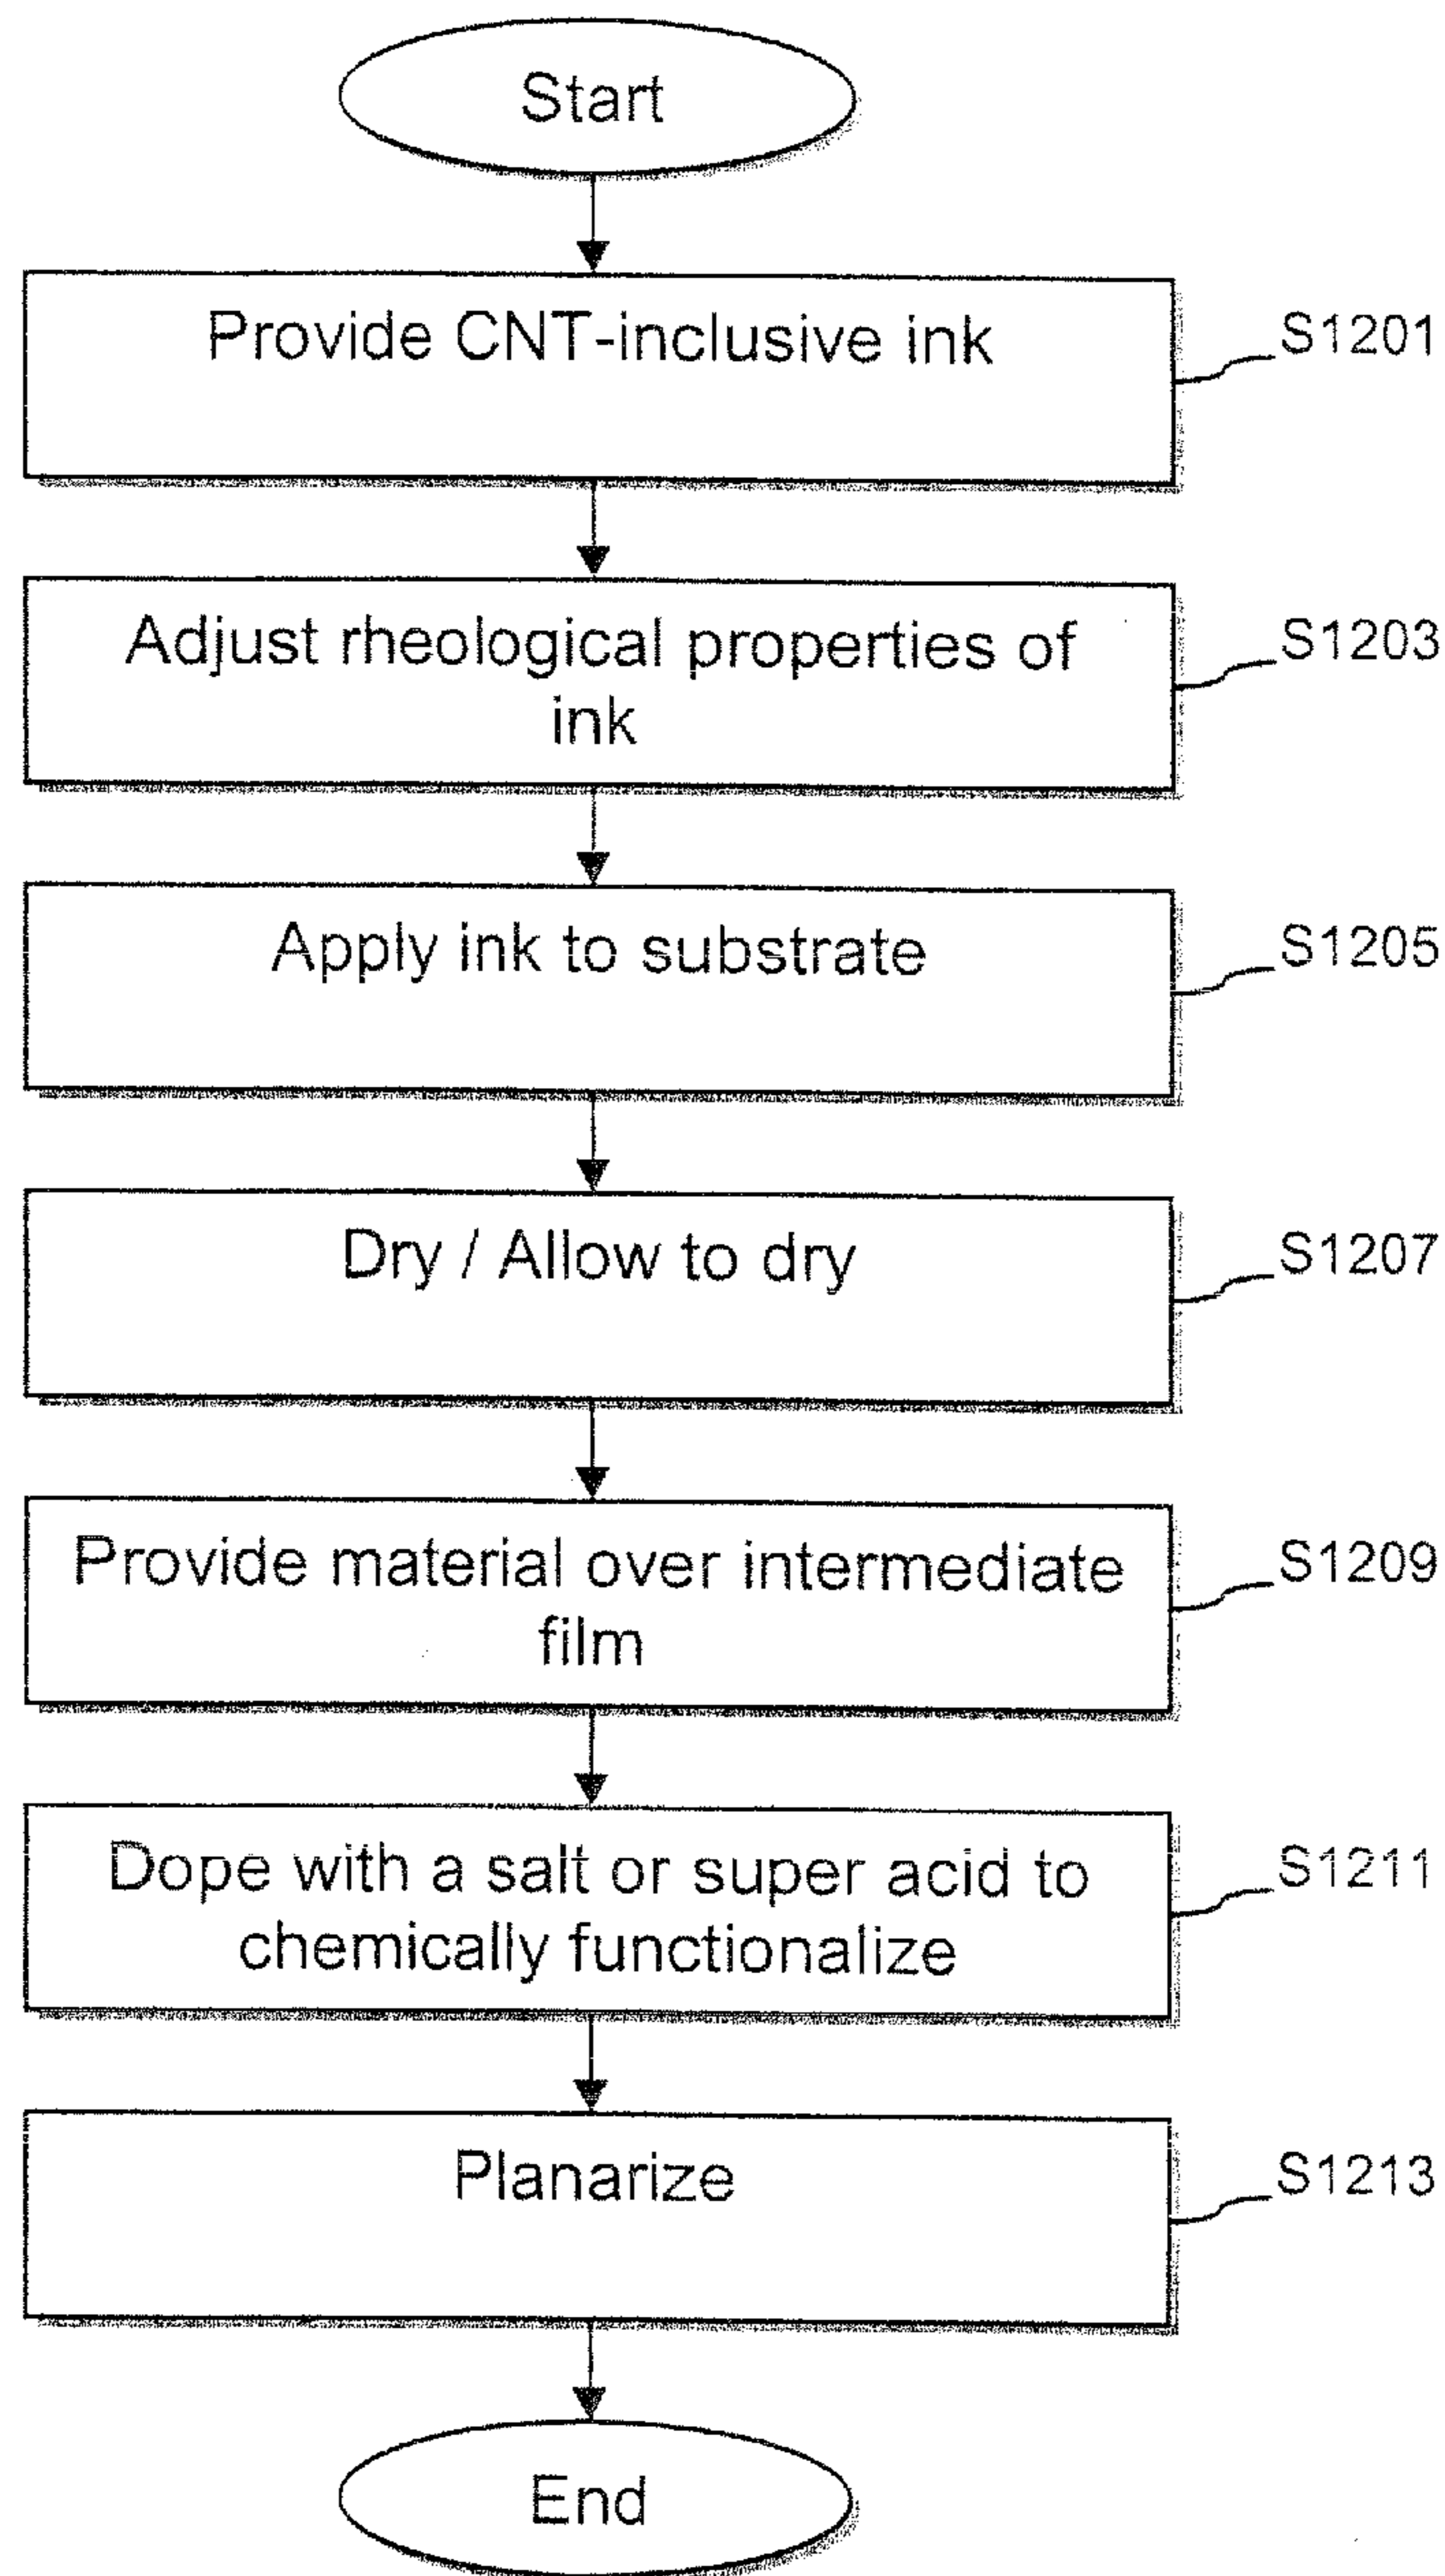 Start
Provide CNT-inclusive ink
S1201
Adjust rheological properties of
ink
S1203
Apply ink to substrate
S1205
Dry / Allow to dry
S1207
Provide material over intermediate
film
S1209
Dope with a salt or super acid to
chemically functionalize
S1211
Planarize
S1213
End